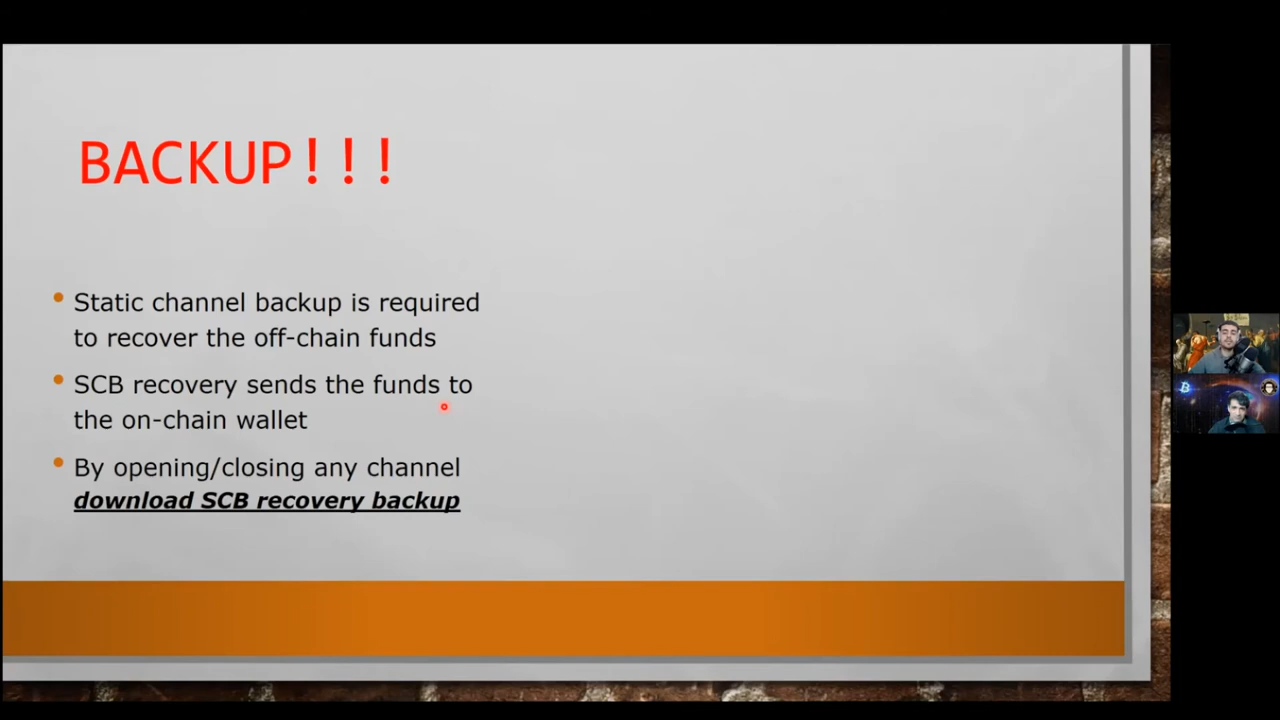 BACKUP!!!
Static channel backup is required
to recover the off-chain funds
SCB recovery sends the funds to
the on-chain wallet
By opening/closing any channel
download SCB recovery backup